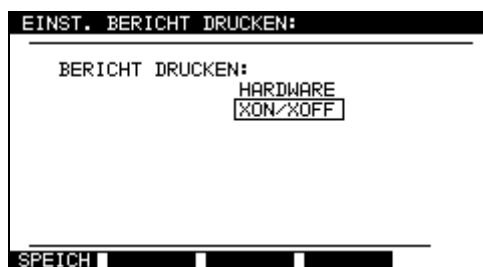 EINST. BERICHT DRUCKEN:
BERICHT DRUCKEN:
HARDWARE
XON/XOFF
SPEICH